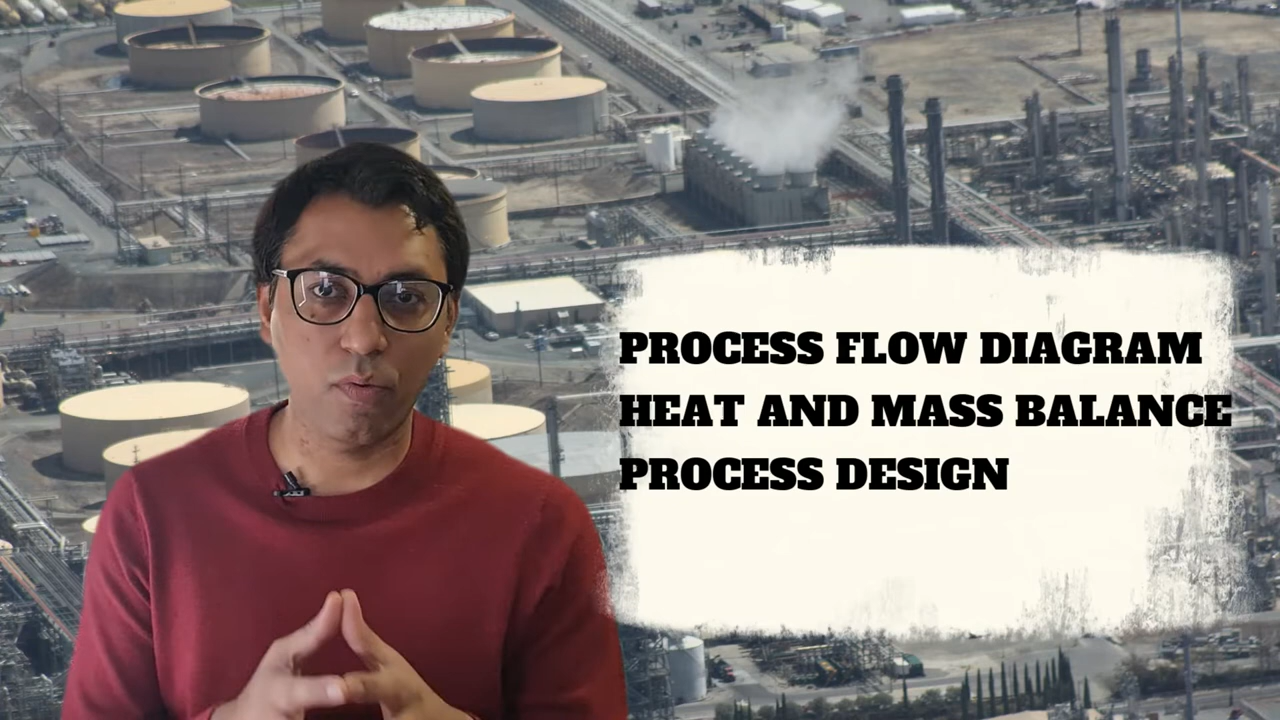 PROCESS FLOW DIAGRAM
HEAT AND MASS BALANCE
PROCESS DESIGN